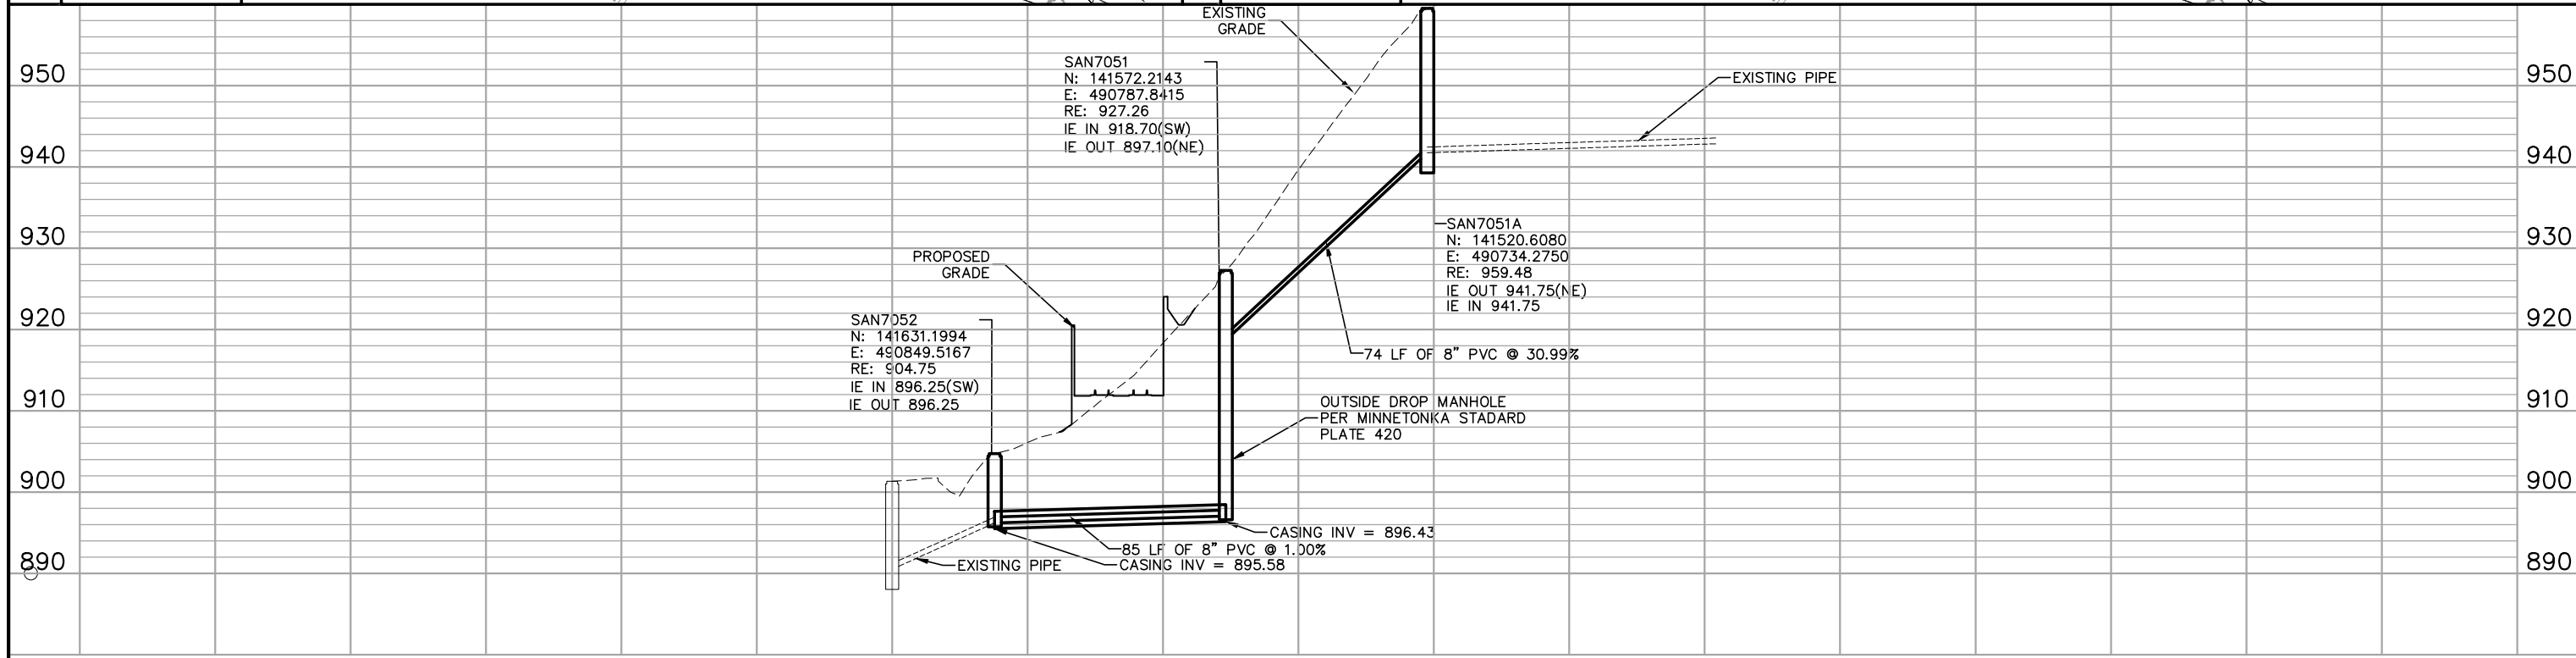 EXISTING
GRADE
SAN7051
N: 141572.2143
E: 490787.8415
RE: 927.26
IE IN 918.70(SW)
IE OUT 897.10(NE)
950
950
EXISTING PIPE
940
940
930
930
SAN7051A
N: 141520.6080
E: 490734.2750
RE: 959.48
IE OUT 941.75(NE)
IE IN 941.75
PROPOSED
GRADE
920
920
SAN7052
N: 141631.1994
E: 490849.5167
RE: 904.75
IE IN 896.25(SW)
IE OUT 896.25
74 LF OF 8" PVC @ 30.99%
910
910
OUTSIDE DROP MANHOLE
PER MINNETONKA STADARD
PLATE 420
900
900
CASING INV = 896.43
85 LF OF 8" PVC @ 1.00%
CASING INV = 895.58
EXISTING PIPE
890
890